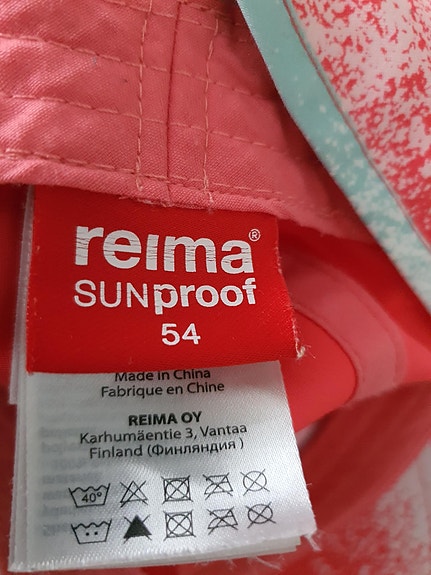 reima®
SUNproof
54
Made in China
Fabrique en Chine
REIMA OY
Karhumäentie 3, Vantaa
Finland (Финляндия )
40°